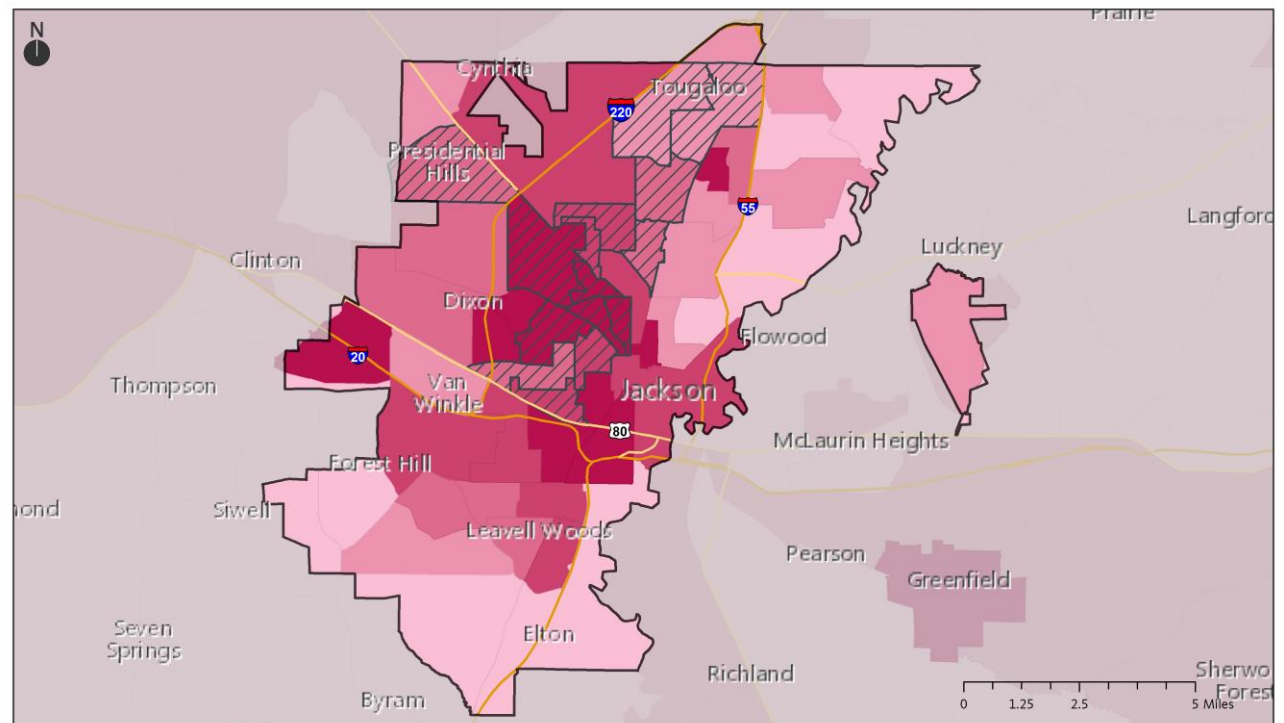 N
Prairie
Cynthia
Tougaloo
220
Presidential
Hills
55
Langford
Luckney
Clinton
Dixon
Flowood
20
Thompson
Van
Winkle
Jackson
80
McLaurin Heights
Forest Hill
mond
Siwell
Leavell Woods
Pearson
Greenfield
Seven
Springs
Elton
Richland
Sherwo
Forest
Byram
0 1.25 2.5 5 Miles